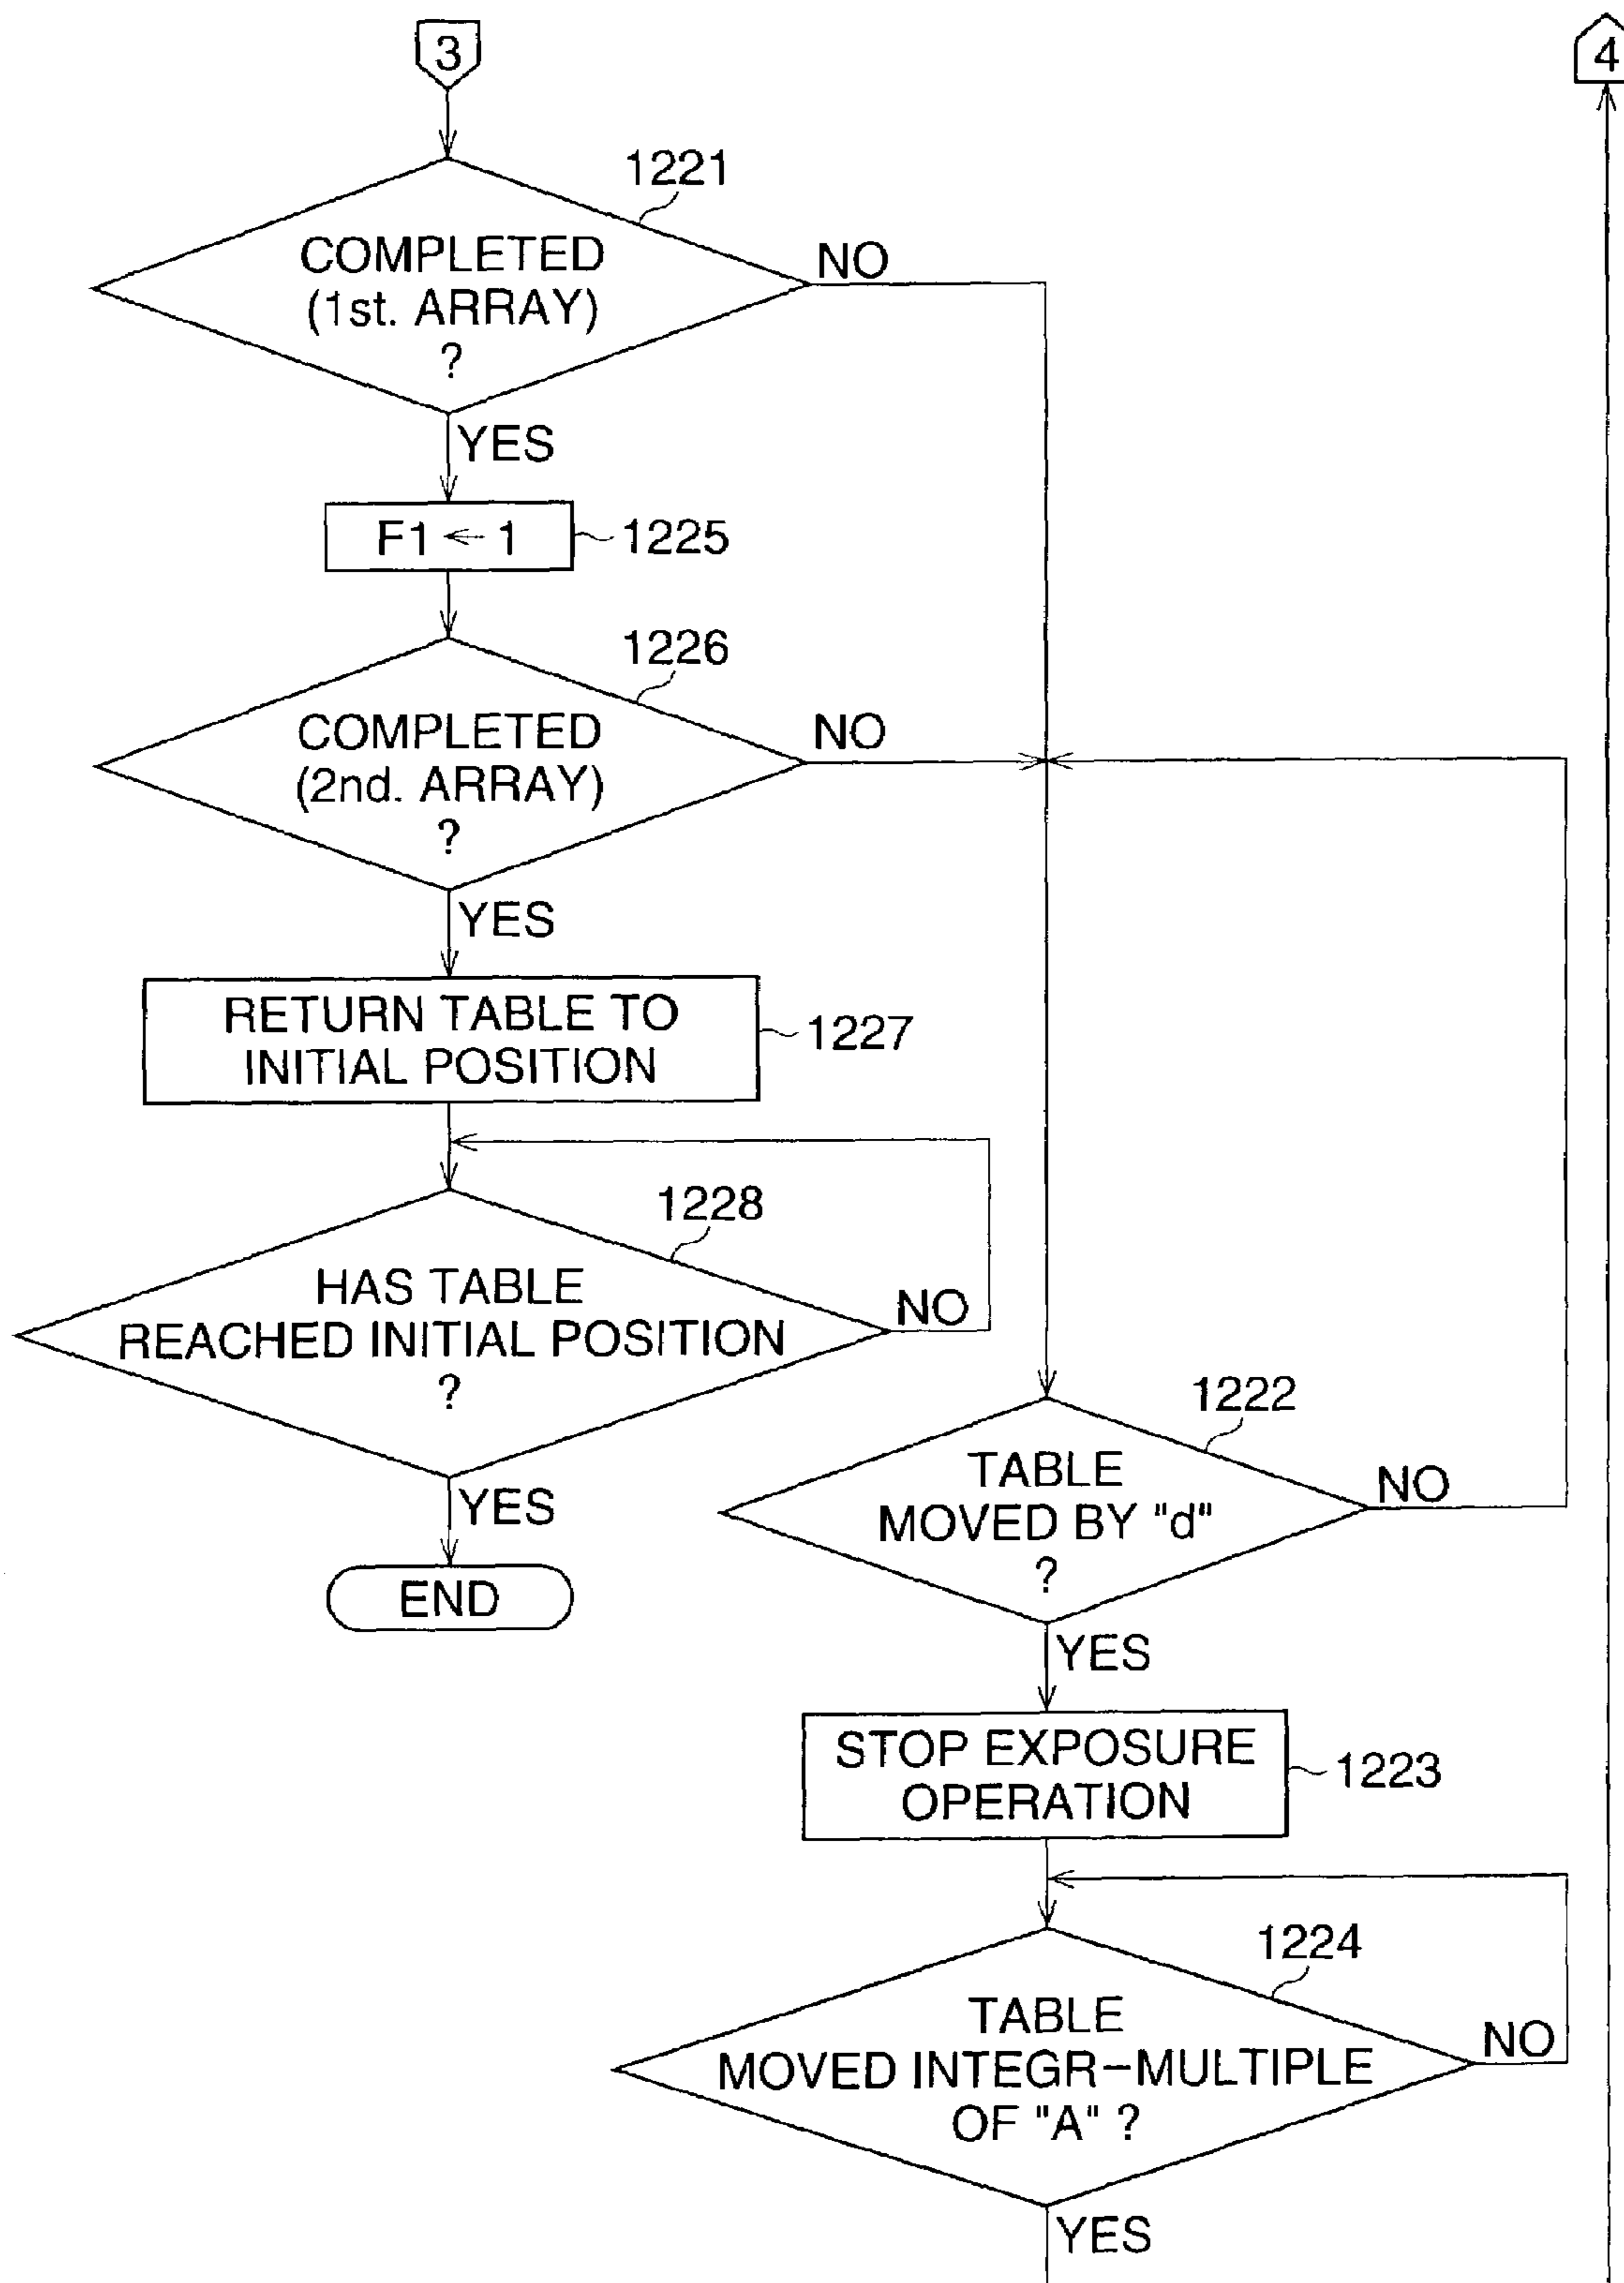 3
4
1221
COMPLETED
(1st. ARRAY)
?
NO
YES
F1 ← 1
1225
1226
COMPLETED
(2nd. ARRAY)
?
NO
YES
RETURN TABLE TO
INITIAL POSITION
1227
1228
HAS TABLE
REACHED INITIAL POSITION
?
NO
YES
END
1222
TABLE
MOVED BY "d"
?
NO
YES
STOP EXPOSURE
OPERATION
1223
1224
TABLE
MOVED INTEGR-MULTIPLE
OF "A" ?
NO
YES